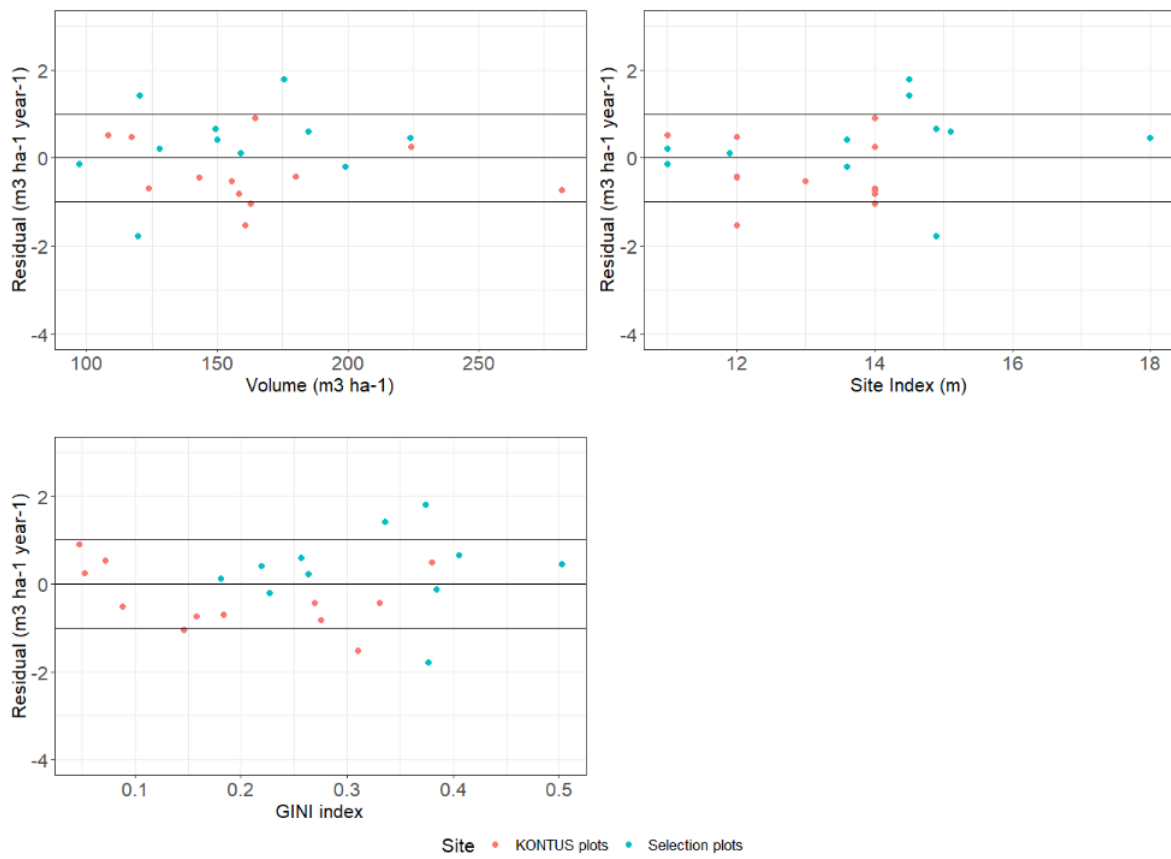 2
0
-2
-4
Residual (m3 ha-1 year-1)
100 150 200 250
Volume (m3 ha-1)
2
0
-2
-4
Residual (m3 ha-1 year-1)
12 14 16 18
Site Index (m)
2
0
-2
-4
Residual (m3 ha-1 year-1)
0.1 0.2 0.3 0.4 0.5
GINI index
Site KONTUS plots Selection plots